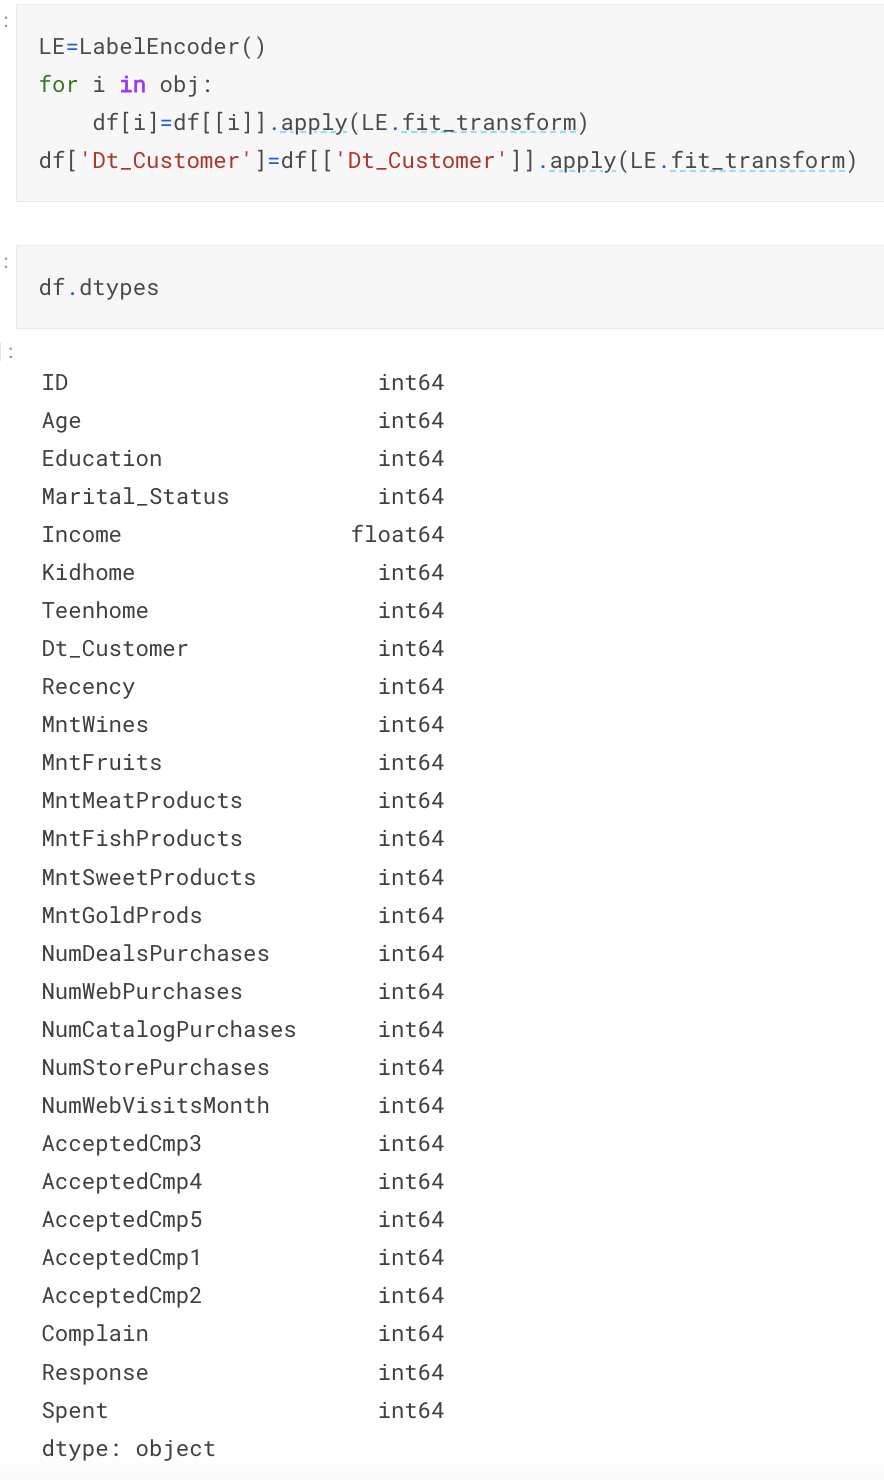 :
LE=LabelEncoder()
for i in obj:
    df[i]=df[[i]].apply(LE.fit_transform)
df['Dt_Customer']=df[['Dt_Customer']].apply(LE.fit_transform)
:
df.dtypes
]:
ID                       int64
Age                      int64
Education                int64
Marital_Status           int64
Income                 float64
Kidhome                  int64
Teenhome                 int64
Dt_Customer              int64
Recency                  int64
MntWines                 int64
MntFruits                int64
MntMeatProducts          int64
MntFishProducts          int64
MntSweetProducts         int64
MntGoldProds             int64
NumDealsPurchases        int64
NumWebPurchases          int64
NumCatalogPurchases      int64
NumStorePurchases        int64
NumWebVisitsMonth        int64
AcceptedCmp3             int64
AcceptedCmp4             int64
AcceptedCmp5             int64
AcceptedCmp1             int64
AcceptedCmp2             int64
Complain                 int64
Response                 int64
Spent                    int64
dtype: object